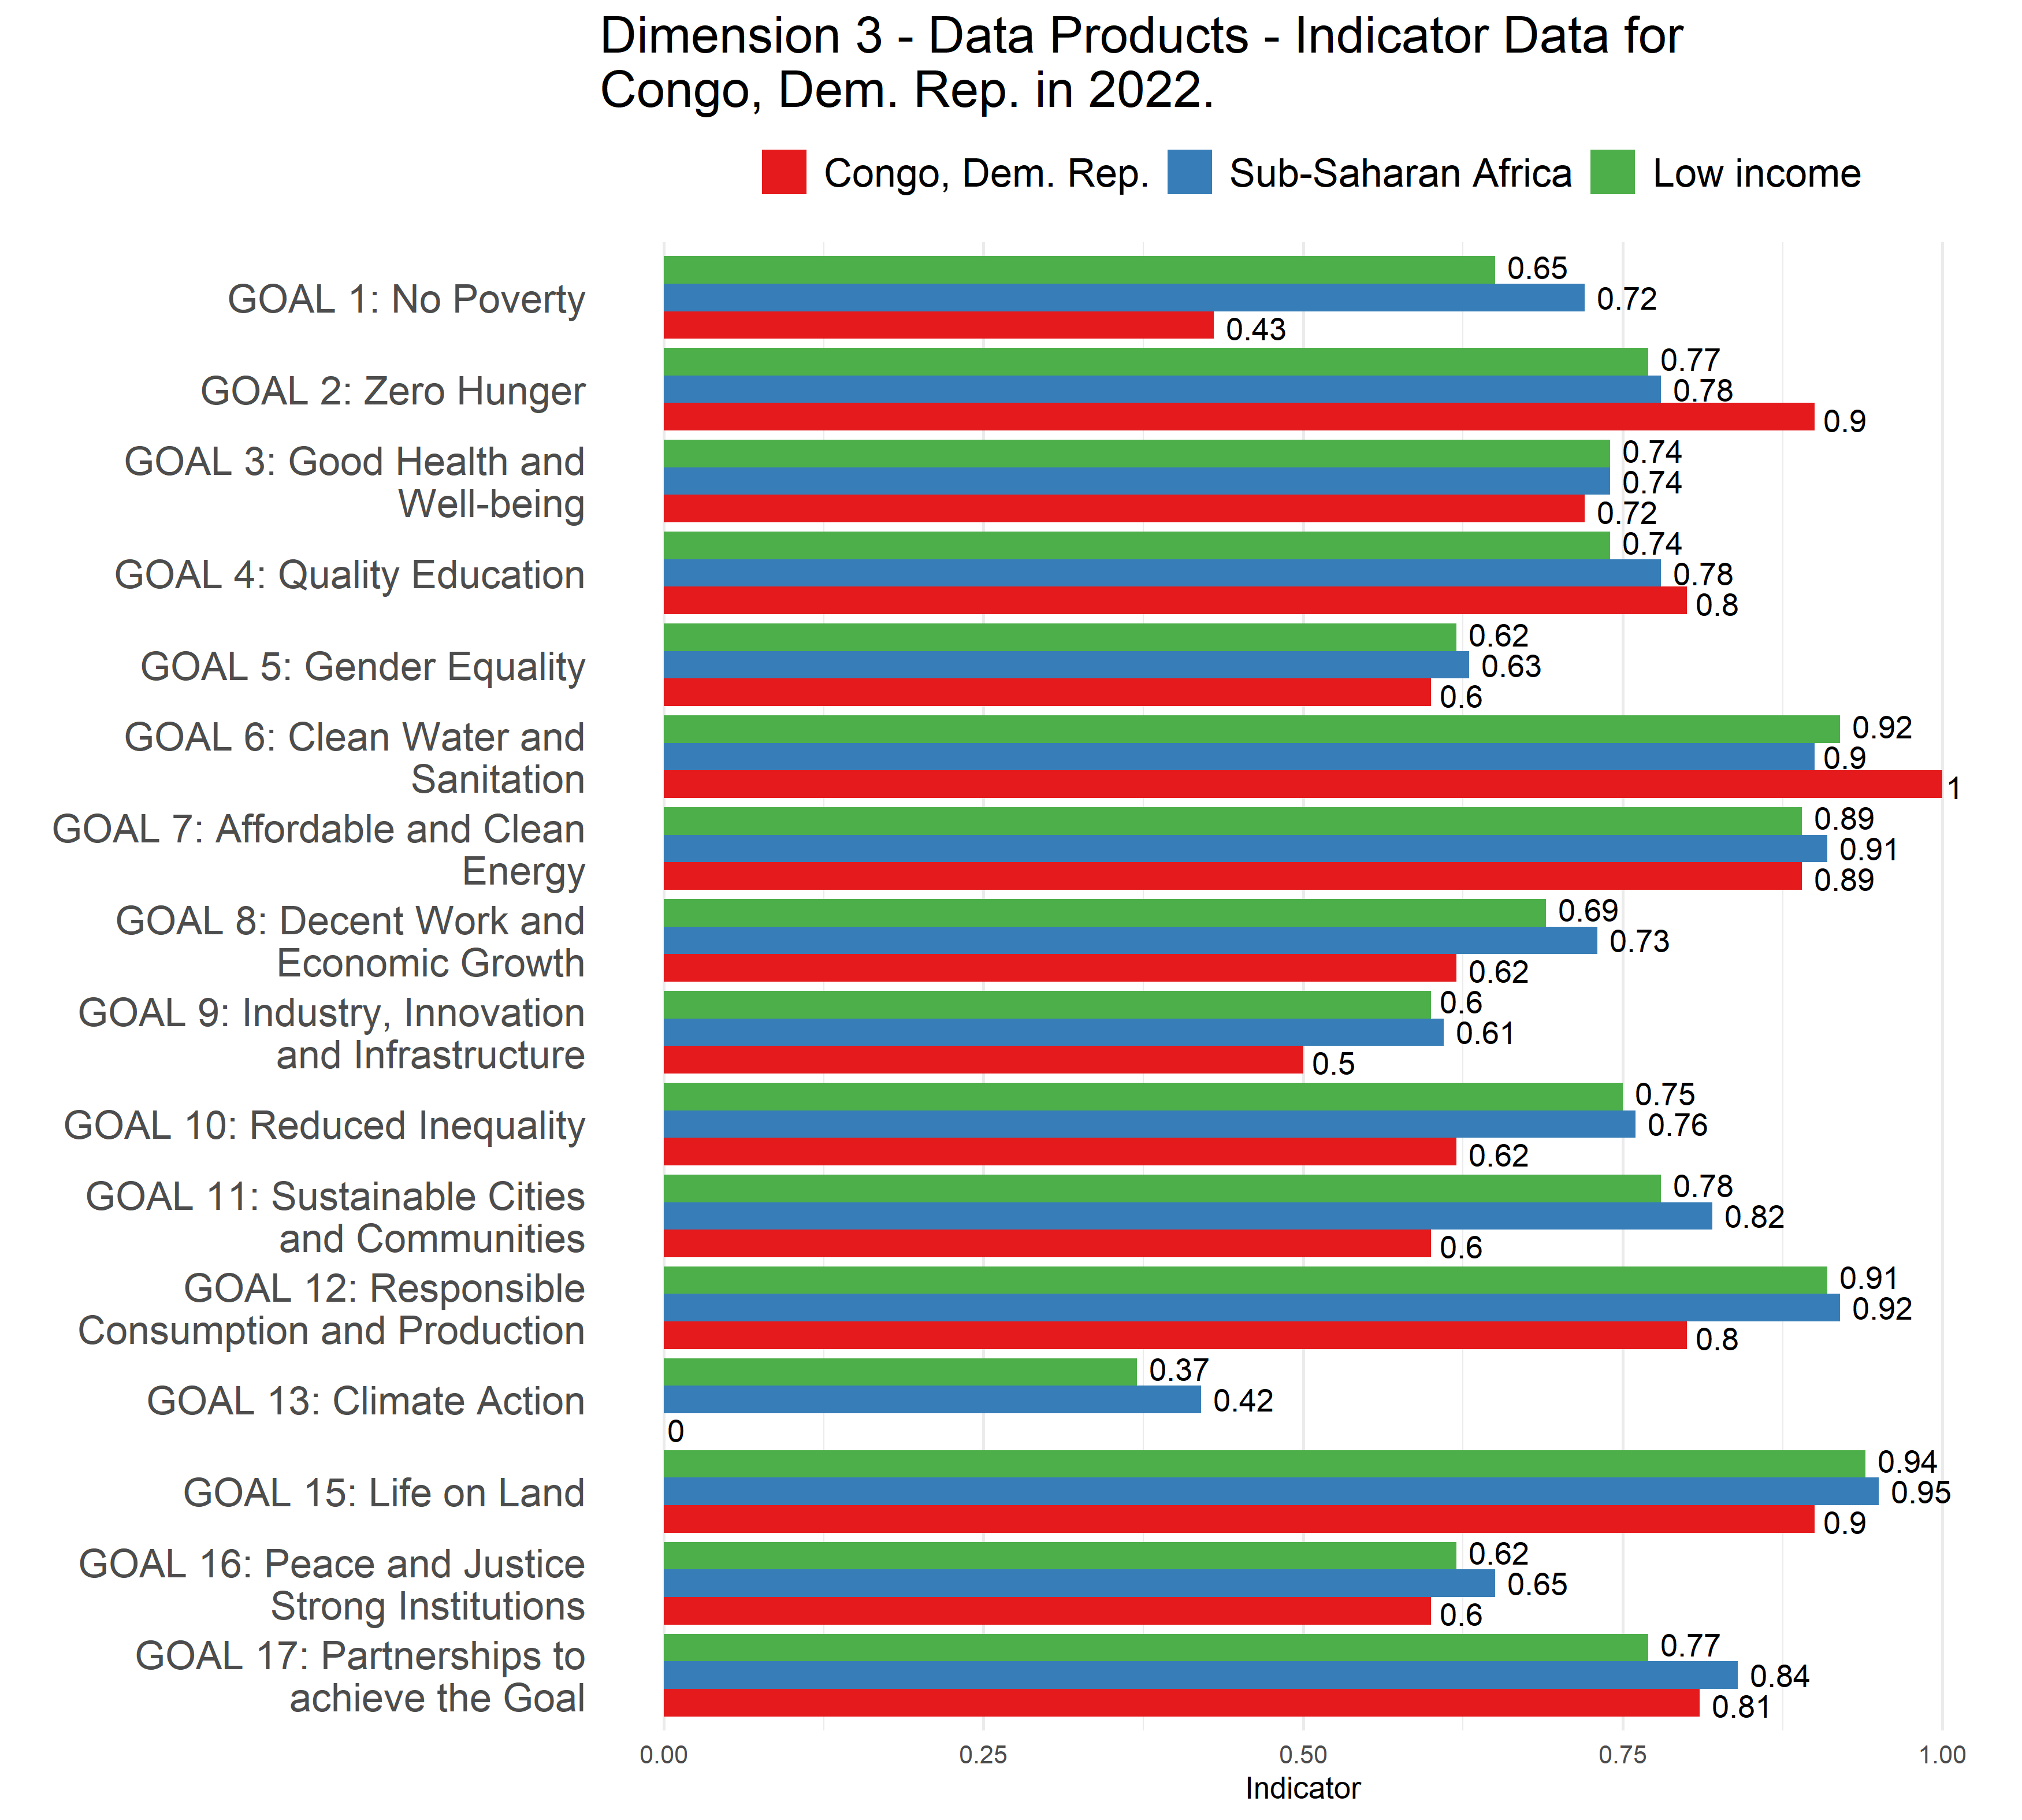 Dimension 3 - Data Products - Indicator Data for
Congo, Dem. Rep. in 2022.
Congo, Dem. Rep. Sub-Saharan Africa Low income
GOAL 1: No Poverty
0.65
0.72
0.43
GOAL 2: Zero Hunger
0.77
0.78
0.9
GOAL 3: Good Health and
Well-being
0.74
0.74
0.72
GOAL 4: Quality Education
0.74
0.78
0.8
GOAL 5: Gender Equality
0.62
0.63
0.6
GOAL 6: Clean Water and
Sanitation
0.92
0.9
1
GOAL 7: Affordable and Clean
Energy
0.89
0.91
0.89
GOAL 8: Decent Work and
Economic Growth
0.69
0.73
0.62
GOAL 9: Industry, Innovation
and Infrastructure
0.6
0.61
0.5
GOAL 10: Reduced Inequality
0.75
0.76
0.62
GOAL 11: Sustainable Cities
and Communities
0.78
0.82
0.6
GOAL 12: Responsible
Consumption and Production
0.91
0.92
0.8
GOAL 13: Climate Action
0.37
0.42
0
GOAL 15: Life on Land
0.94
0.95
0.9
GOAL 16: Peace and Justice
Strong Institutions
0.62
0.65
0.6
GOAL 17: Partnerships to
achieve the Goal
0.77
0.84
0.81
0.00 0.25 0.50 0.75 1.00
Indicator